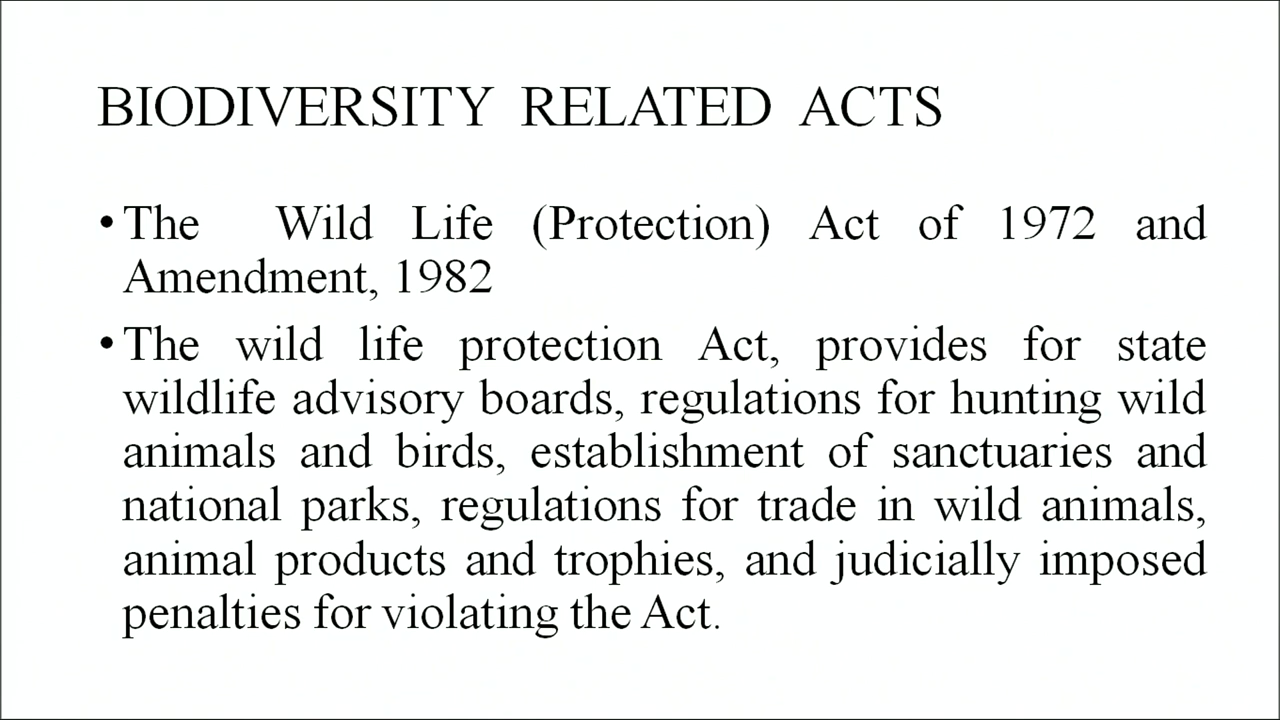 BIODIVERSITY RELATED ACTS
•The Wild Life (Protection) Act of 1972 and
Amendment, 1982
•The wild life protection Act, provides for state
wildlife advisory boards, regulations for hunting wild
animals and birds, establishment of sanctuaries and
national parks, regulations for trade in wild animals,
animal products and trophies, and judicially imposed
penalties for violating the Act.